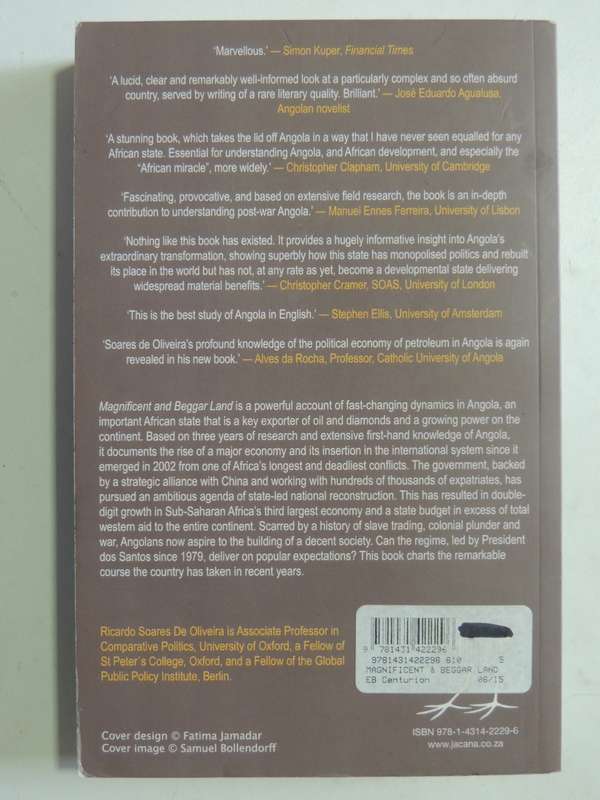 ‘Marvellous.’ — Simon Kuper, Financial Times
‘A lucid, clear and remarkably well-informed look at a particularly complex and so often absurd
country, served by writing of a rare literary quality. Brilliant.’ — José Eduardo Agualusa,
Angolan novelist
‘A stunning book, which takes the lid off Angola in a way that I have never seen equalled for any
African state. Essential for understanding Angola, and African development, and especially the
“African miracle”, more widely.’ — Christopher Clapham, University of Cambridge
‘Fascinating, provocative, and based on extensive field research, the book is an in-depth
contribution to understanding post-war Angola.’ — Manuel Ennes Ferreira, University of Lisbon
‘Nothing like this book has existed. It provides a hugely informative insight into Angola’s
extraordinary transformation, showing superbly how this state has monopolised politics and rebuilt
its place in the world but has not, at any rate as yet, become a developmental state delivering
widespread material benefits.’ — Christopher Cramer, SOAS, University of London
‘This is the best study of Angola in English.’ — Stephen Ellis, University of Amsterdam
‘Soares de Oliveira’s profound knowledge of the political economy of petroleum in Angola is again
revealed in his new book.’ — Alves da Rocha, Professor, Catholic University of Angola
Magnificent and Beggar Land is a powerful account of fast-changing dynamics in Angola, an
important African state that is a key exporter of oil and diamonds and a growing power on the
continent. Based on three years of research and extensive first-hand knowledge of Angola,
it documents the rise of a major economy and its insertion in the international system since it
emerged in 2002 from one of Africa’s longest and deadliest conflicts. The government, backed
by a strategic alliance with China and working with hundreds of thousands of expatriates, has
pursued an ambitious agenda of state-led national reconstruction. This has resulted in double-
digit growth in Sub-Saharan Africa’s third largest economy and a state budget in excess of total
western aid to the entire continent. Scarred by a history of slave trading, colonial plunder and
war, Angolans now aspire to the building of a decent society. Can the regime, led by President
dos Santos since 1979, deliver on popular expectations? This book charts the remarkable
course the country has taken in recent years.
Ricardo Soares De Oliveira is Associate Professor in
Comparative Politics, University of Oxford, a Fellow of
St Peter’s College, Oxford, and a Fellow of the Global
Public Policy Institute, Berlin.
9 781431 422296
9781431422296 610 5
MAGNIFICENT & BEGGAR LAND
EB Centurion 06/15
Cover design © Fatima Jamadar
Cover image © Samuel Bollendorff
ISBN 978-1-4314-2229-6
www.jacana.co.za